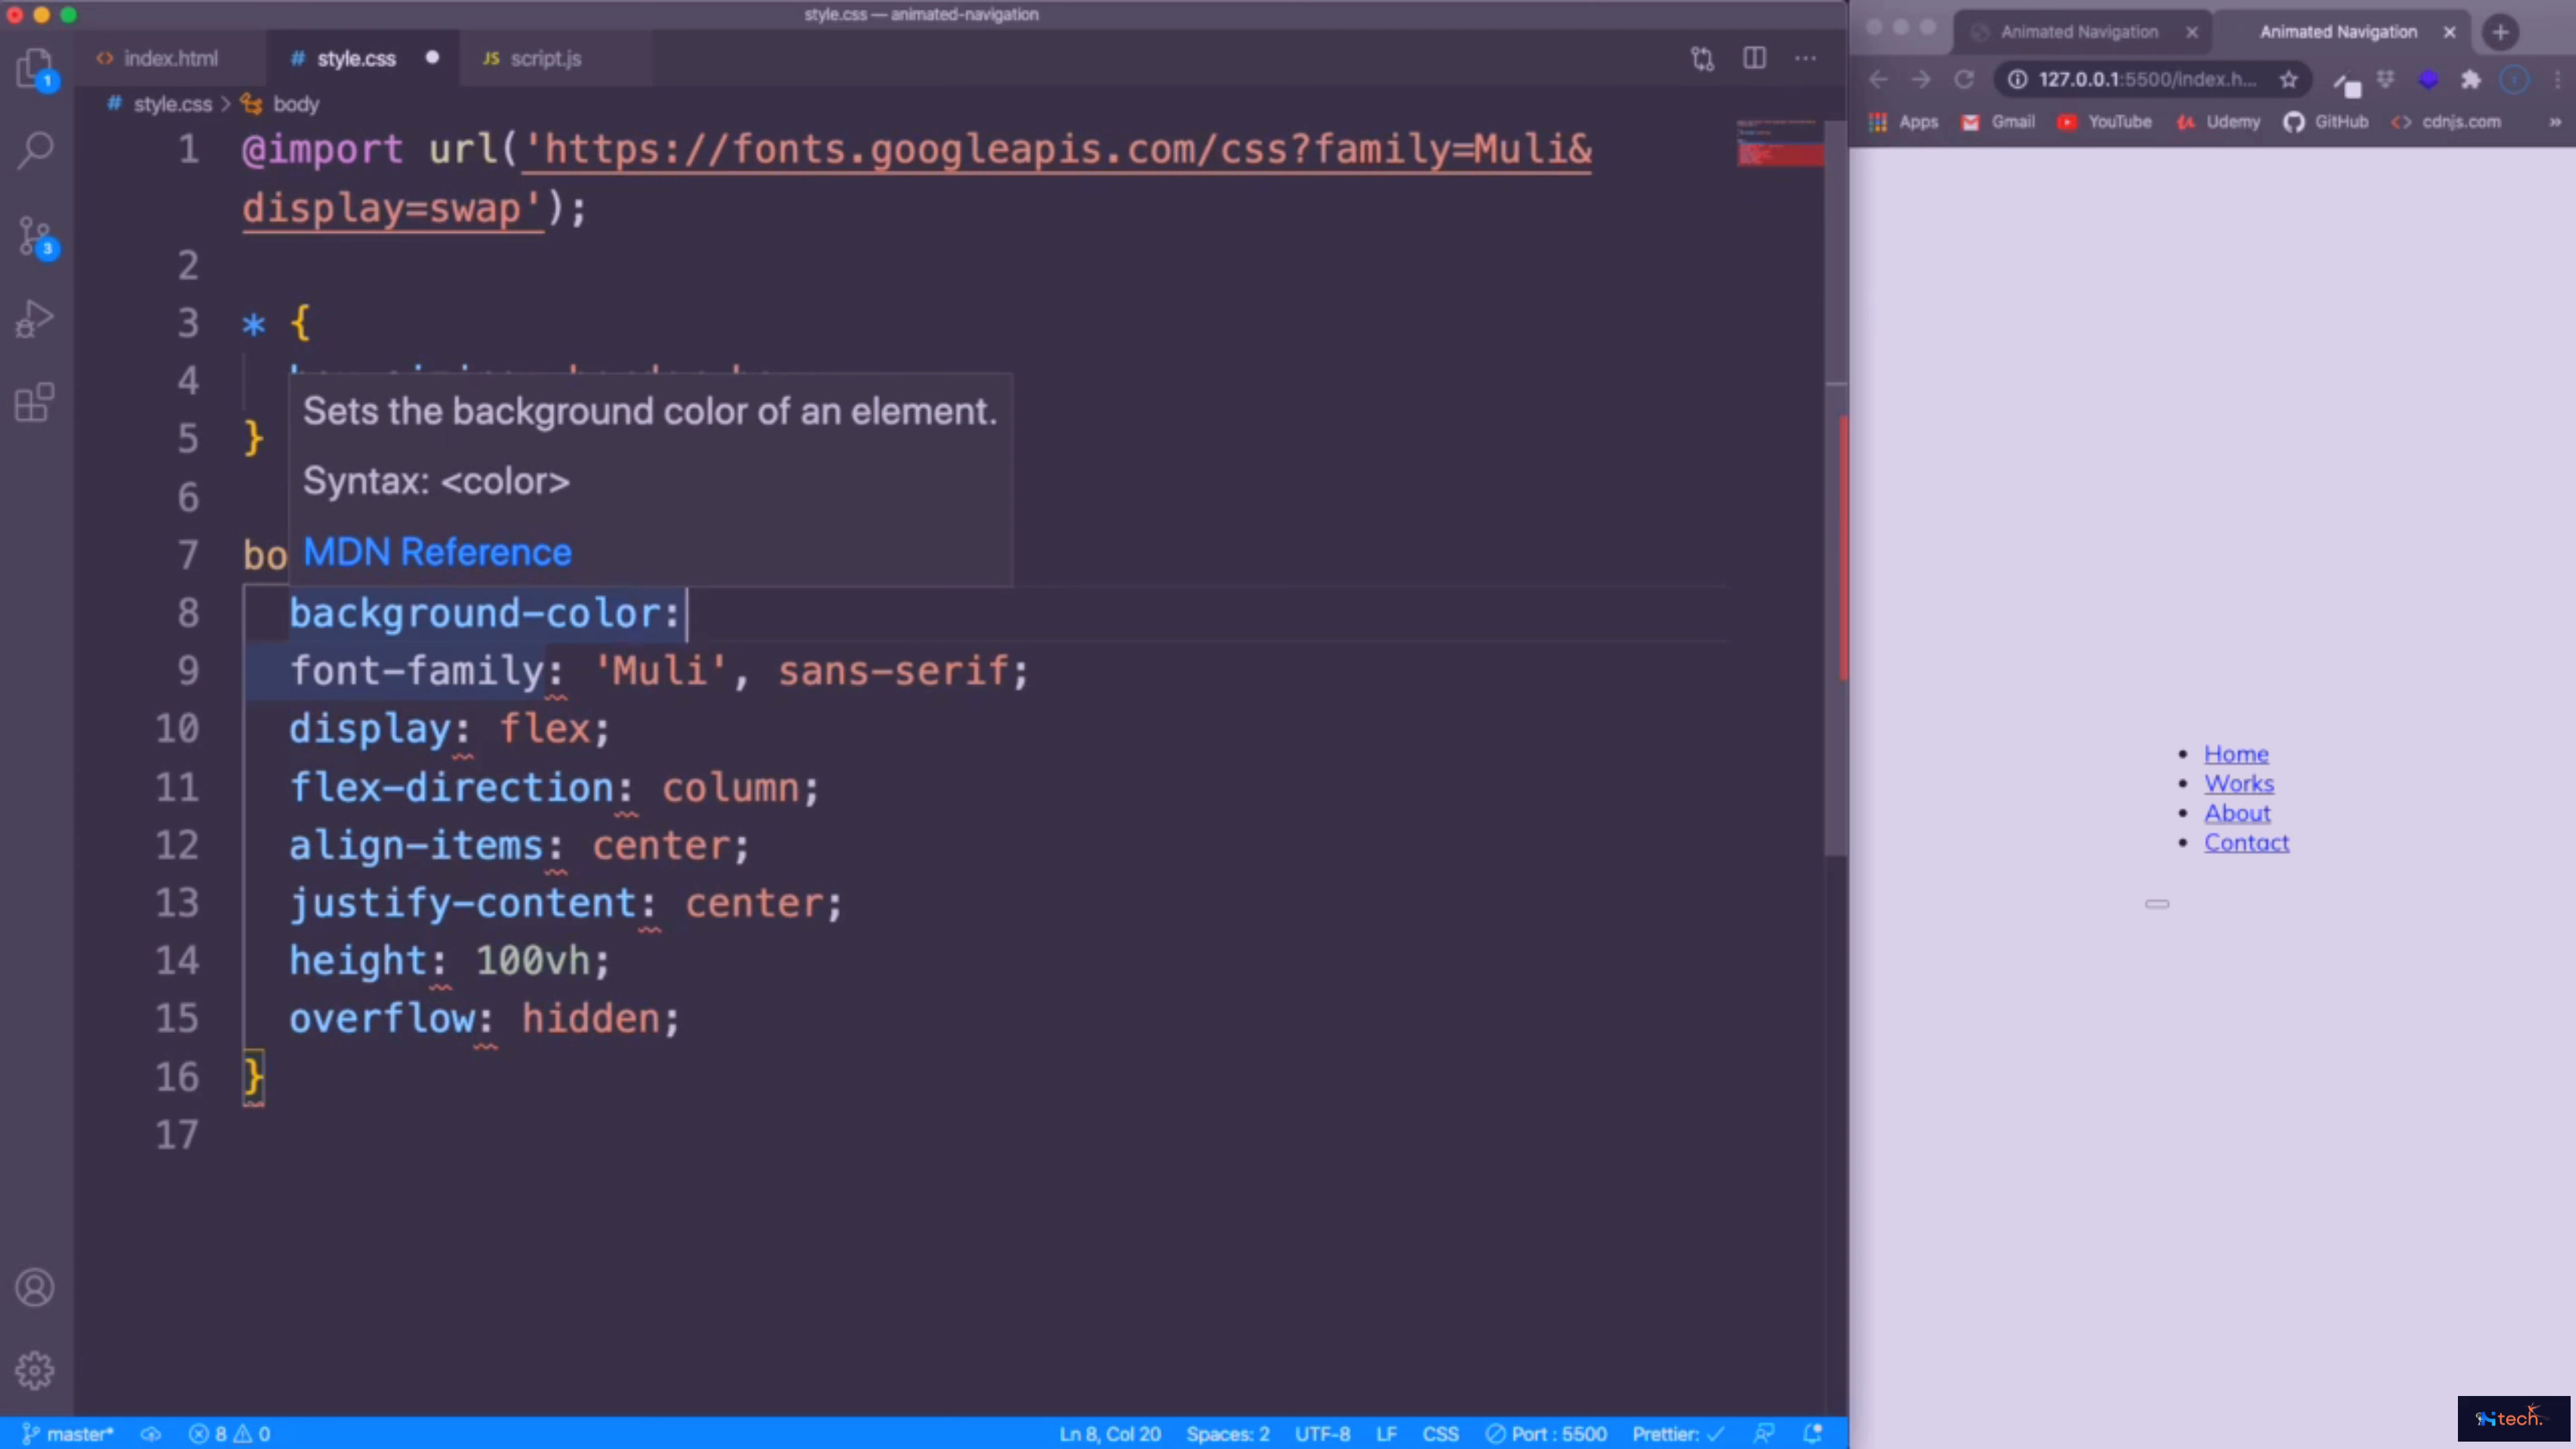 style.css — animated-navigation
index.html
style.css
JS script.js
1
# style.css > body
1 @import url('https://fonts.googleapis.com/css?family=Muli&
display=swap');
2
3 * {
4
5 }
6
7 bo
Sets the background color of an element.
Syntax: <color>
MDN Reference
8 background-color:
9 font-family: 'Muli', sans-serif;
10 display: flex;
11 flex-direction: column;
12 align-items: center;
13 justify-content: center;
14 height: 100vh;
15 overflow: hidden;
16 }
17
3
master*
8 0
Ln 8, Col 20
Spaces: 2
UTF-8
LF
CSS
Port : 5500
Prettier:
Animated Navigation
Animated Navigation
127.0.0.1:5500/index.h...
Apps
Gmail
YouTube
Udemy
GitHub
cdnjs.com
»
Home
Works
About
Contact
tech.